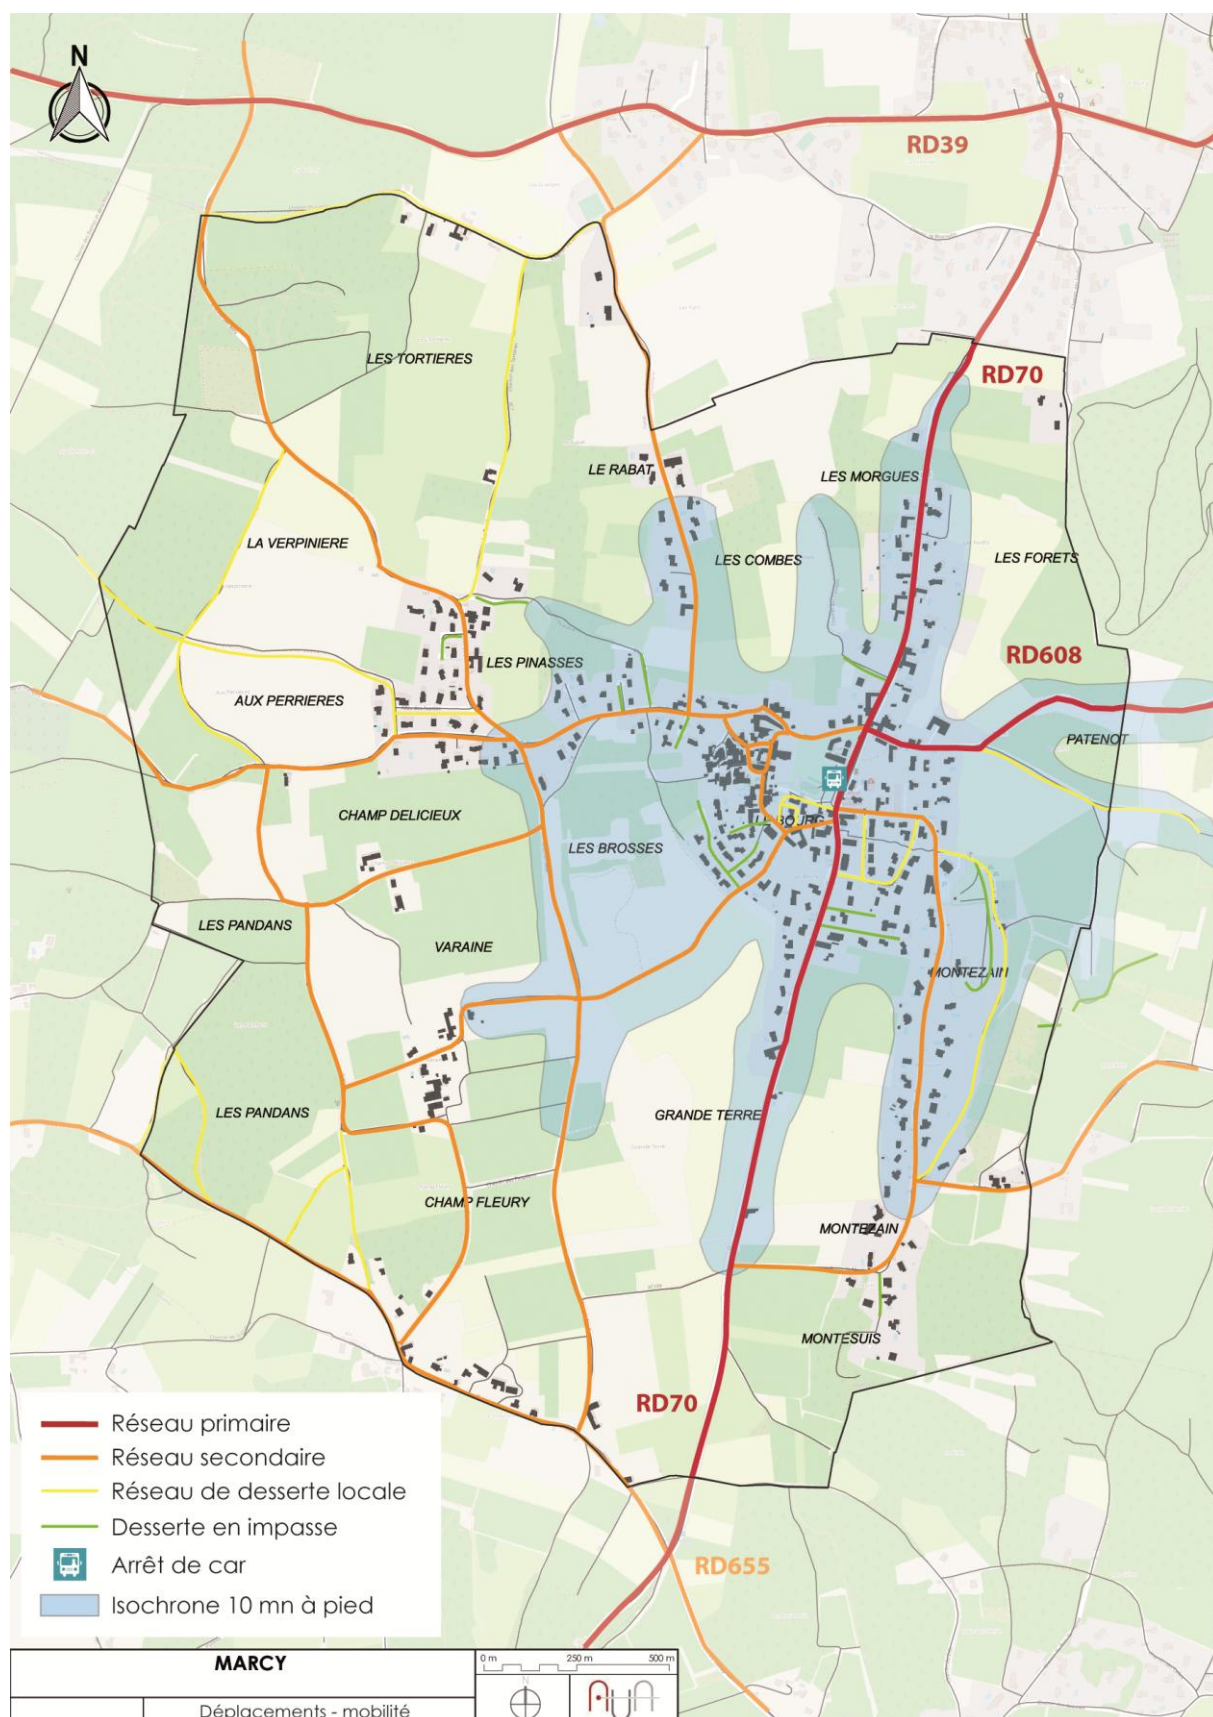 N
RD39
RD70
LES TORTIERES
LE RABAT
LES MORGUES
LA VERPINIERE
LES COMBES
LES FORETS
LES PINASSES
RD608
AUX PERRIERES
PATENOT
CHAMP DELICIEUX
LE BOURG
LES BROSSES
LES PANDANS
VARAINE
MONTEZAIN
LES PANDANS
GRANDE TERRE
CHAMP FLEURY
MONTEZAIN
MONTESUIS
RD70
Réseau primaire
Réseau secondaire
Réseau de desserte locale
Desserte en impasse
Arrêt de car
Isochrone 10 mn à pied
RD655
MARCY
0 m 250 m 500 m
N
AUA
Déplacements - mobilité